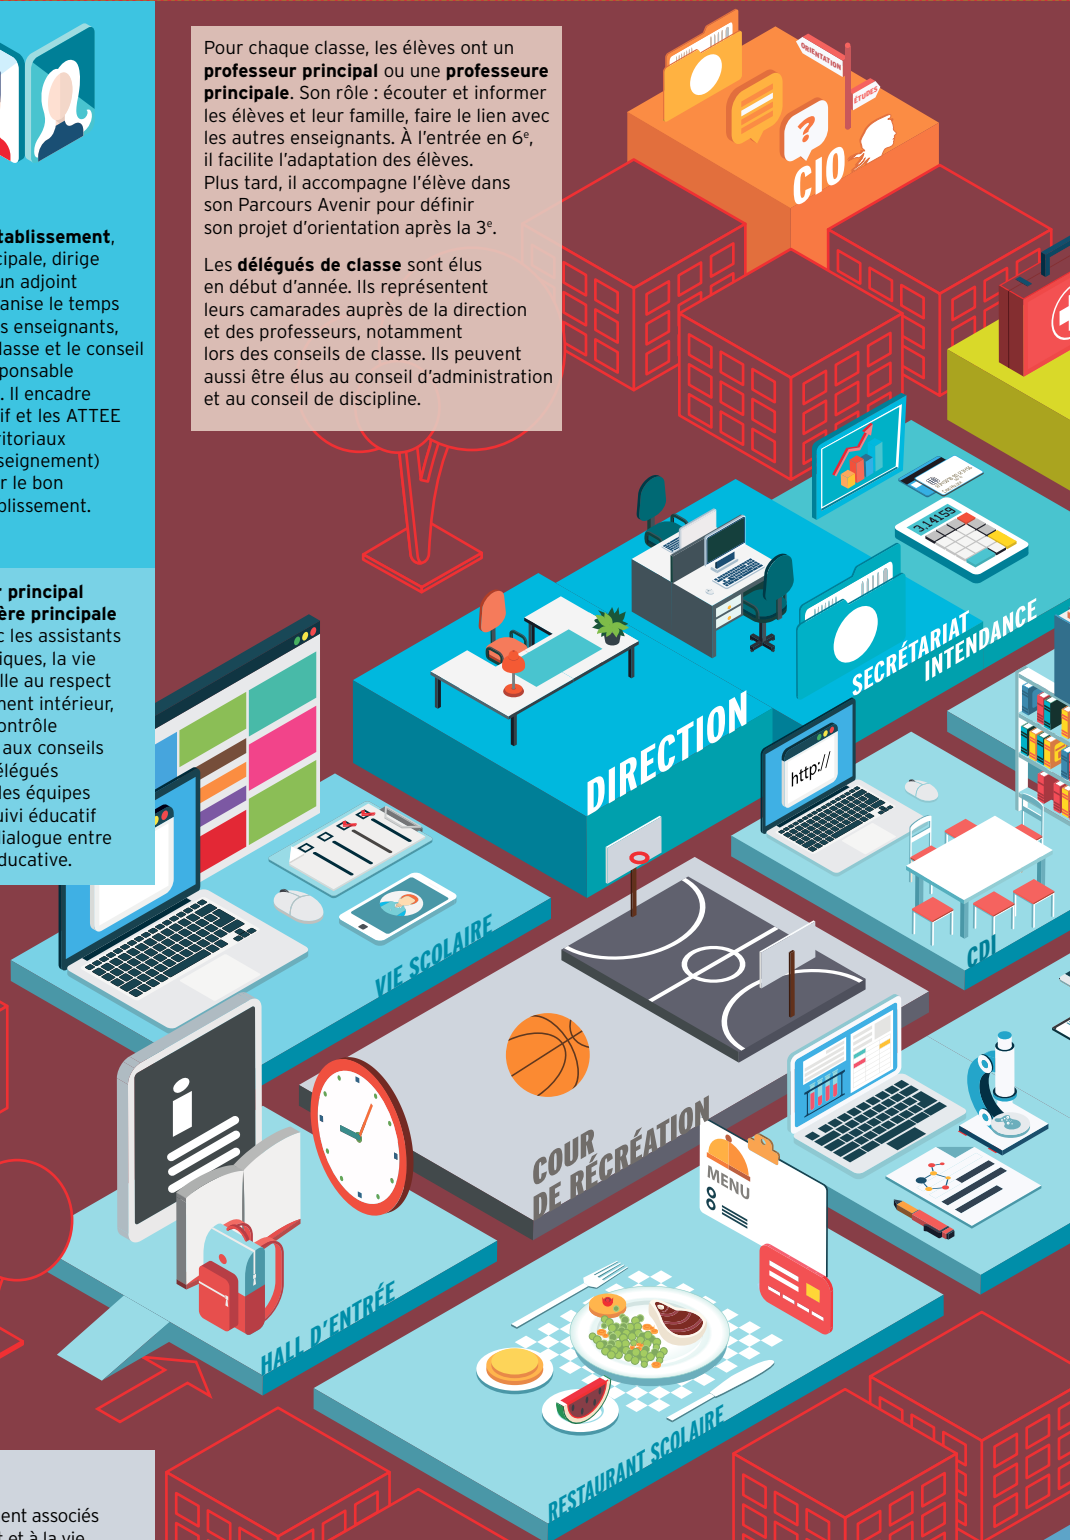 Pour chaque classe, les élèves ont un
professeur principal ou une professeure
principale. Son rôle : écouter et informer
les élèves et leur famille, faire le lien avec
les autres enseignants. À l'entrée en 6e,
il facilite l'adaptation des élèves.
Plus tard, il accompagne l'élève dans
son Parcours Avenir pour définir
son projet d'orientation après la 3e.
Les délégués de classe sont élus
en début d'année. Ils représentent
leurs camarades auprès de la direction
et des professeurs, notamment
lors des conseils de classe. Ils peuvent
aussi être élus au conseil d'administration
et au conseil de discipline.
ORIENTATION
ÉTUDES
?
CIO
tablissement,
cipale, dirige
un adjoint
anise le temps
s enseignants,
lasse et le conseil
ponsable
. Il encadre
if et les ATTEE
ritoriaux
seignement)
r le bon
blissement.
r principal
ère principale
c les assistants
iques, la vie
lle au respect
ment intérieur,
ontrôle
aux conseils
élégués
des équipes
uivi éducatif
dialogue entre
ducative.
3,14159
SECRÉTARIAT
INTENDANCE
DIRECTION
http://
CDI
VIE SCOLAIRE
i
COUR
DE RÉCRÉATION
MENU
HALL D'ENTRÉE
RESTAURANT SCOLAIRE
ent associés
t et à la vie